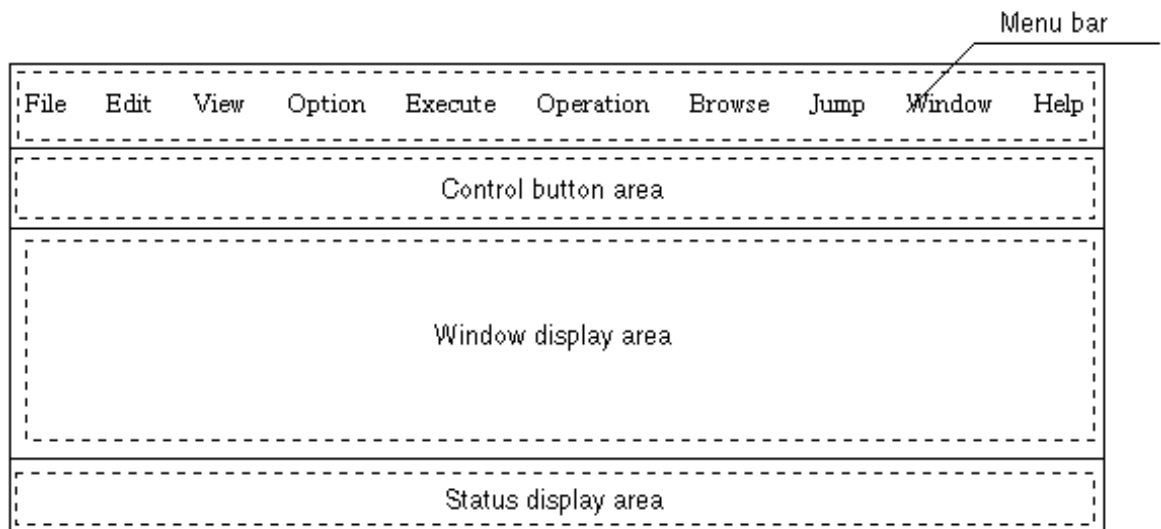 Menu bar
File Edit View Option Execute Operation Browse Jump Window Help
Control button area
Window display area
Status display area